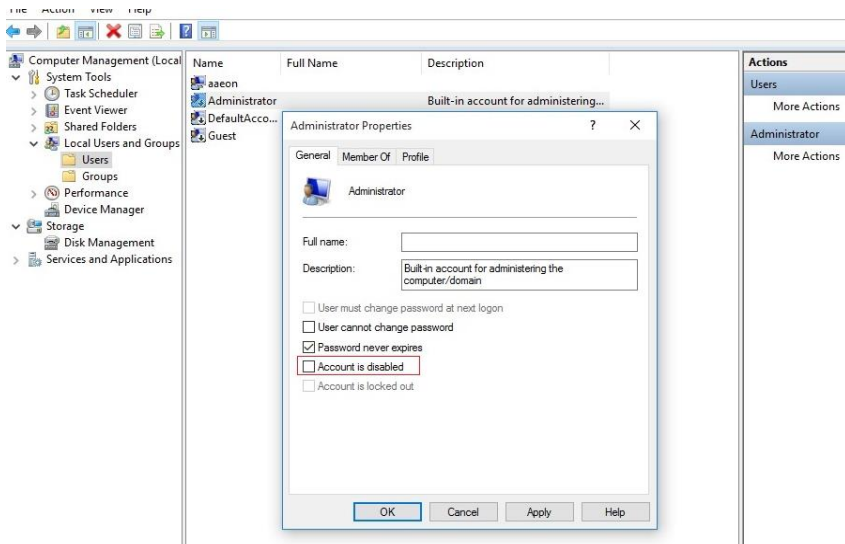 File Action View Help
Computer Management (Local
System Tools
Task Scheduler
Event Viewer
Shared Folders
Local Users and Groups
Users
Groups
Performance
Device Manager
Storage
Disk Management
Services and Applications
Name Full Name Description
aaeon
Administrator Built-in account for administering...
DefaultAcco...
Guest
Administrator Properties
General Member Of Profile
Administrator
Full name:
Description: Built-in account for administering the
computer/domain
User must change password at next logon
User cannot change password
Password never expires
Account is disabled
Account is locked out
OK Cancel Apply Help
Actions
Users
More Actions
Administrator
More Actions